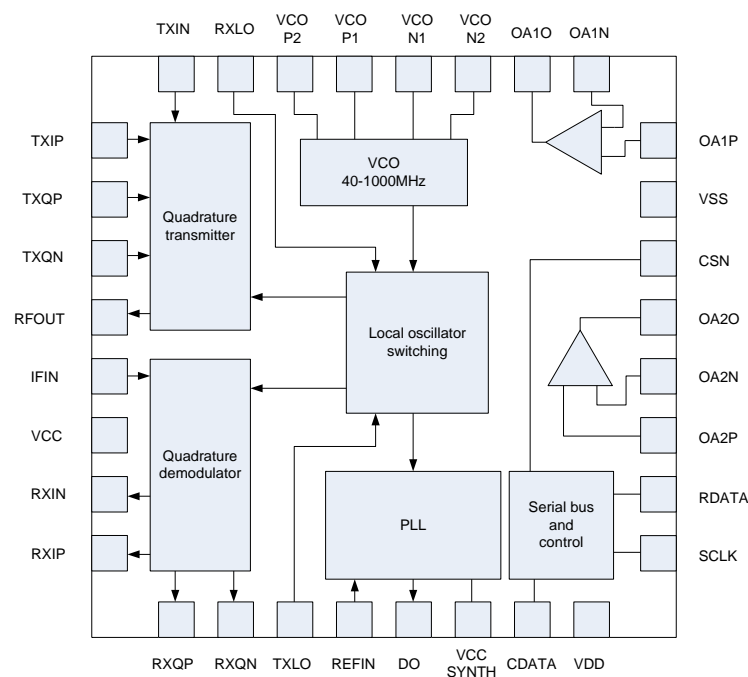 TXIN
RXLO
VCO
P2
VCO
P1
VCO
N1
VCO
N2
OA1O
OA1N
TXIP
TXQP
TXQN
RFOUT
IFIN
VCC
RXIN
RXIP
VCO
40-1000MHz
Quadrature
transmitter
Local oscillator
switching
Quadrature
demodulator
PLL
Serial bus
and
control
OA1P
VSS
CSN
OA2O
OA2N
OA2P
RDATA
SCLK
RXQP
RXQN
TXLO
REFIN
DO
VCC
SYNTH
CDATA
VDD